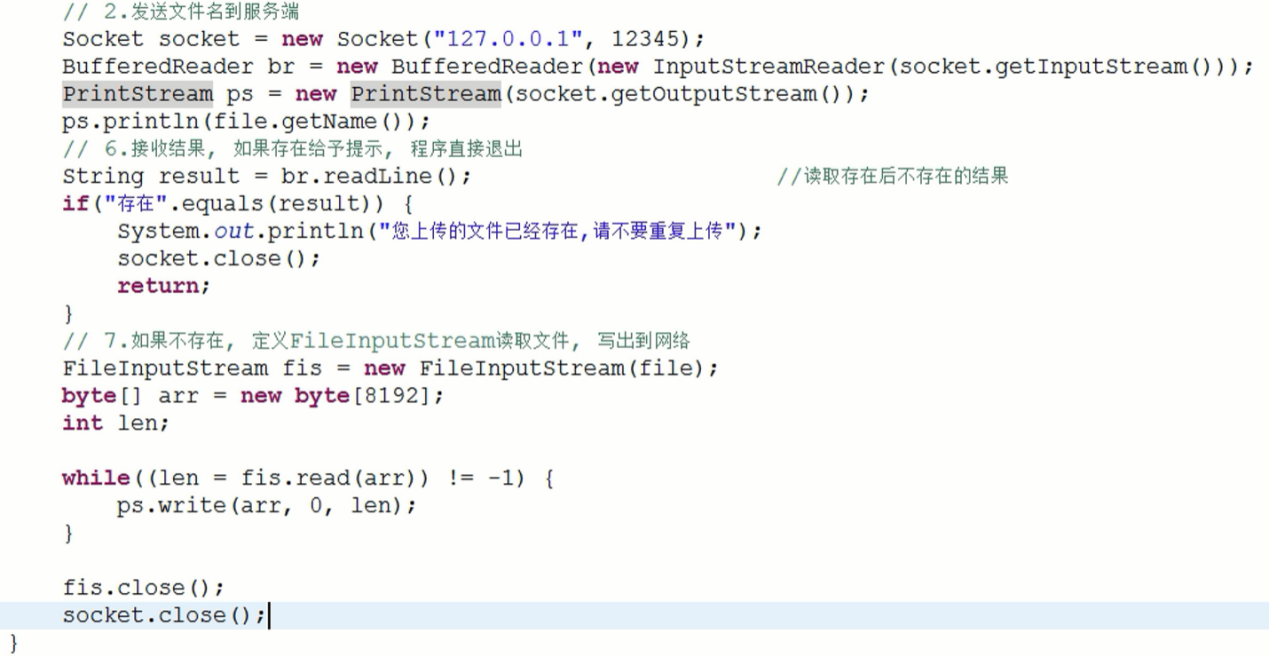 // 2.发送文件名到服务端
Socket socket = new Socket("127.0.0.1", 12345);
BufferedReader br = new BufferedReader(new InputStreamReader(socket.getInputStream()));
PrintStream ps = new PrintStream(socket.getOutputStream());
ps.println(file.getName());
// 6.接收结果, 如果存在给予提示, 程序直接退出
String result = br.readLine(); //读取存在后不存在的结果
if("存在".equals(result)) {
System.out.println("您上传的文件已经存在,请不要重复上传");
socket.close();
return;
}
// 7.如果不存在, 定义FileInputStream读取文件, 写出到网络
FileInputStream fis = new FileInputStream(file);
byte[] arr = new byte[8192];
int len;
while((len = fis.read(arr)) != -1) {
ps.write(arr, 0, len);
}
fis.close();
socket.close();
}